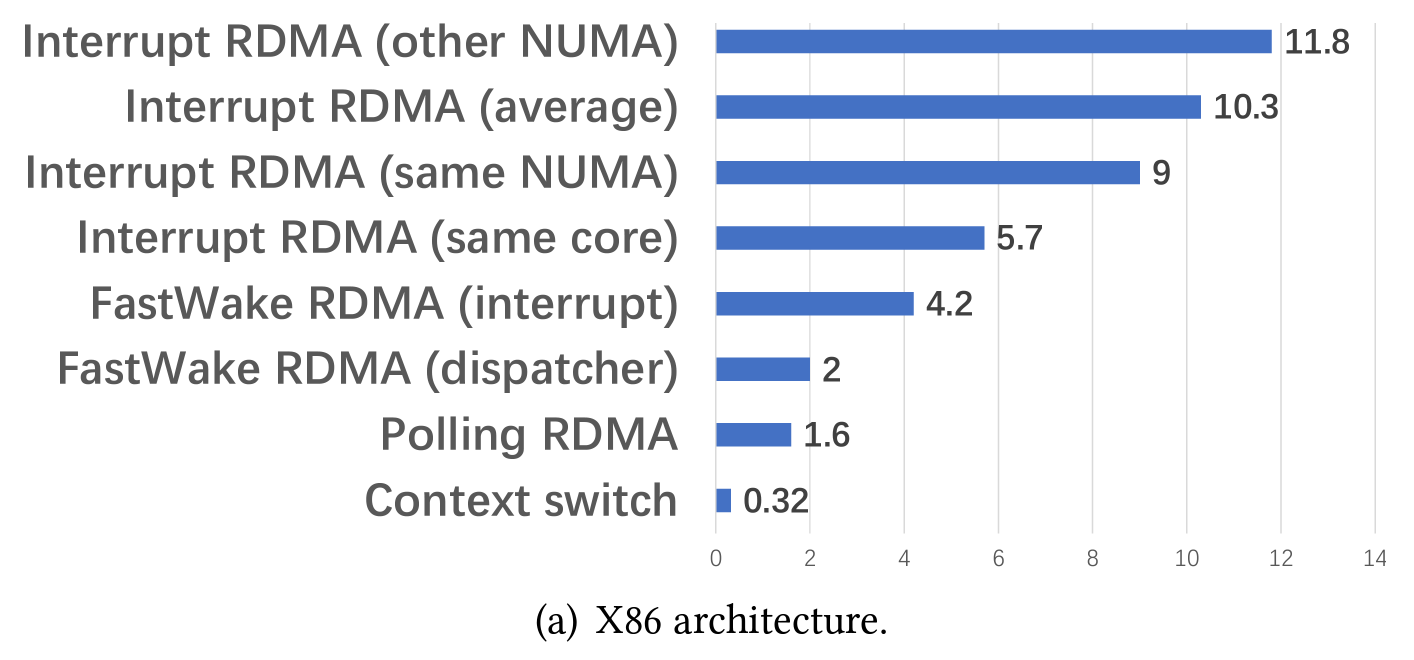 Interrupt RDMA (other NUMA) 11.8
Interrupt RDMA (average) 10.3
Interrupt RDMA (same NUMA) 9
Interrupt RDMA (same core) 5.7
FastWake RDMA (interrupt) 4.2
FastWake RDMA (dispatcher) 2
Polling RDMA 1.6
Context switch 0.32
0 2 4 6 8 10 12 14
(a) X86 architecture.